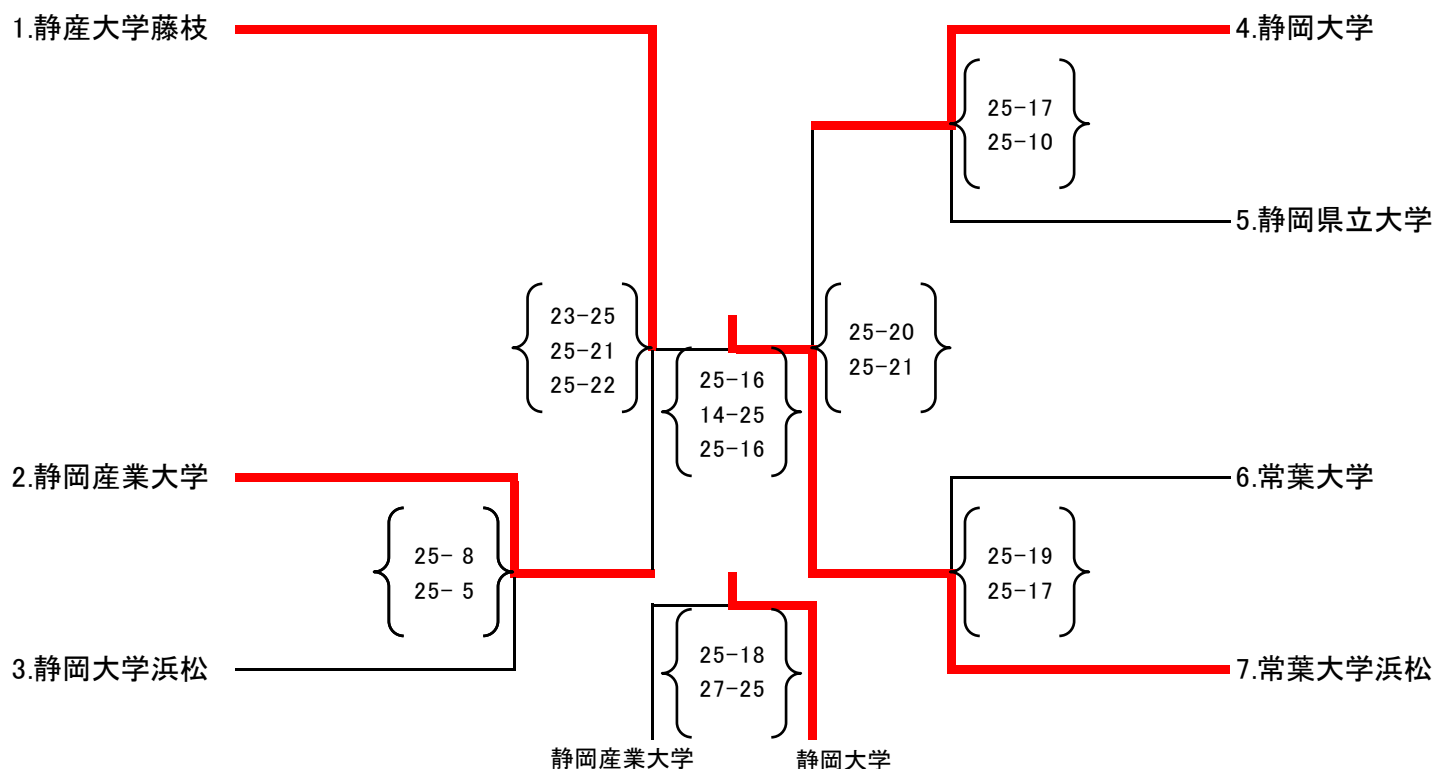 1.静産大学藤枝
4.静岡大学
25-17
25-10
5.静岡県立大学
23-25
25-21
25-22
25-16
14-25
25-16
25-20
25-21
2.静岡産業大学
6.常葉大学
25- 8
25- 5
25-19
25-17
3.静岡大学浜松
25-18
27-25
7.常葉大学浜松
静岡産業大学
静岡大学